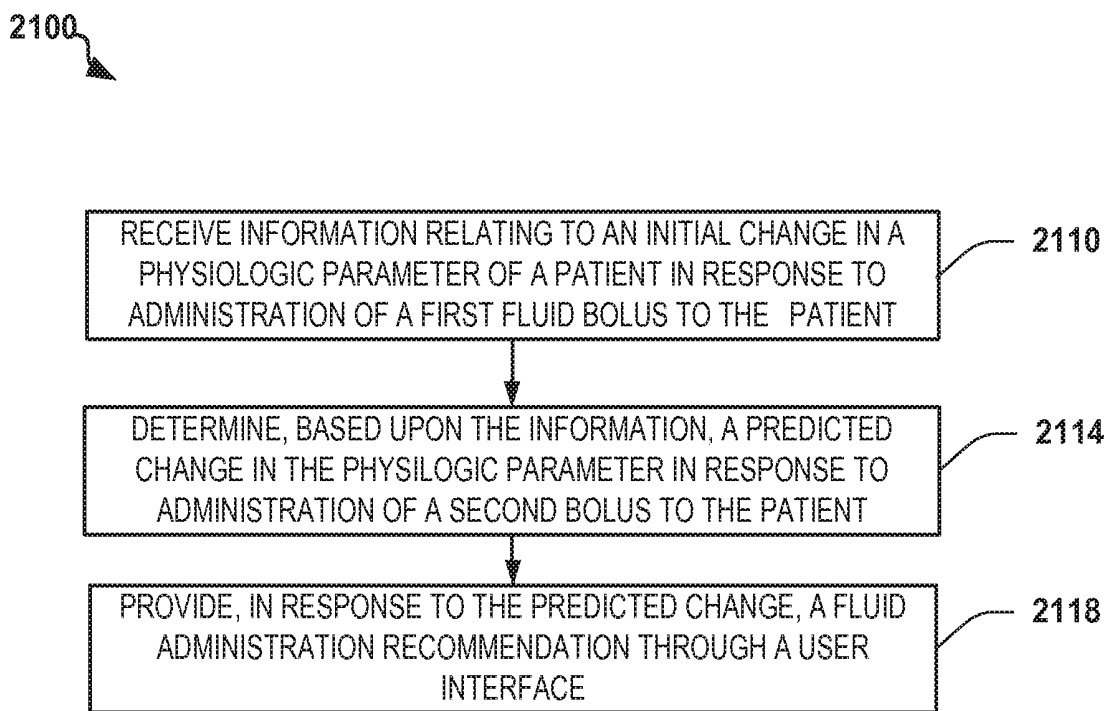 2100
RECEIVE INFORMATION RELATING TO AN INITIAL CHANGE IN A
PHYSIOLOGIC PARAMETER OF A PATIENT IN RESPONSE TO
ADMINISTRATION OF A FIRST FLUID BOLUS TO THE PATIENT
2110
DETERMINE, BASED UPON THE INFORMATION, A PREDICTED
CHANGE IN THE PHYSILOGIC PARAMETER IN RESPONSE TO
ADMINISTRATION OF A SECOND BOLUS TO THE PATIENT
2114
PROVIDE, IN RESPONSE TO THE PREDICTED CHANGE, A FLUID
ADMINISTRATION RECOMMENDATION THROUGH A USER
INTERFACE
2118